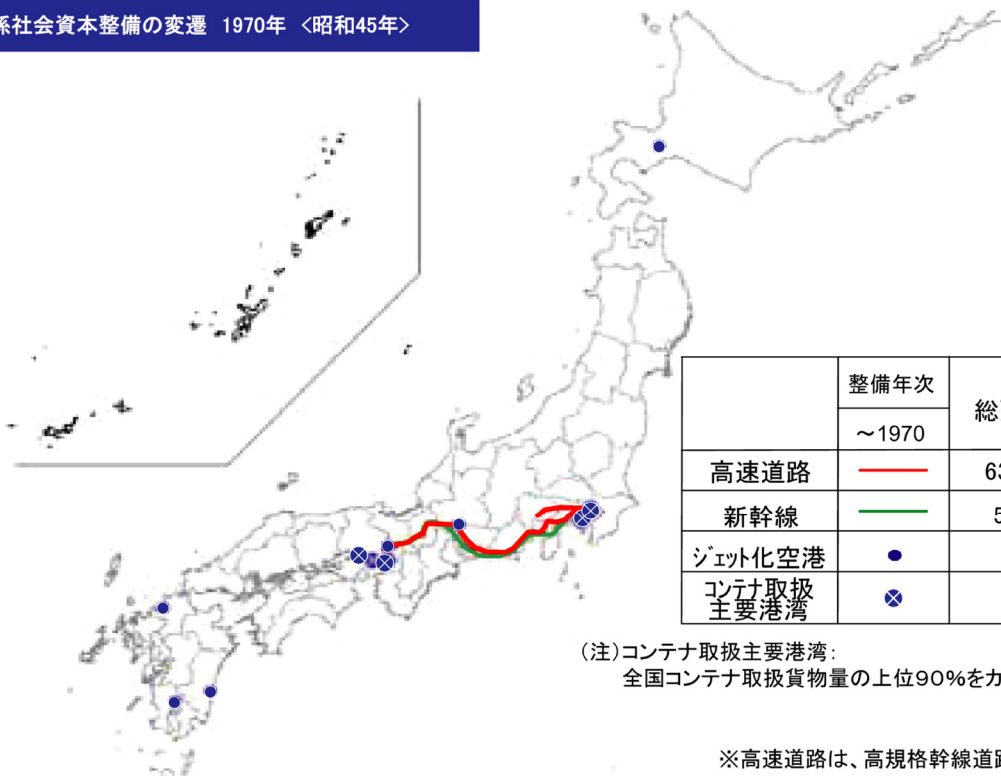 系社会資本整備の変遷 1970年 <昭和45年>
整備年次
総
～1970
高速道路
63
新幹線
5
ジェット化空港
コンテナ取扱
主要港湾
(注)コンテナ取扱主要港湾：
全国コンテナ取扱貨物量の上位90%をカ
※高速道路は、高規格幹線道路